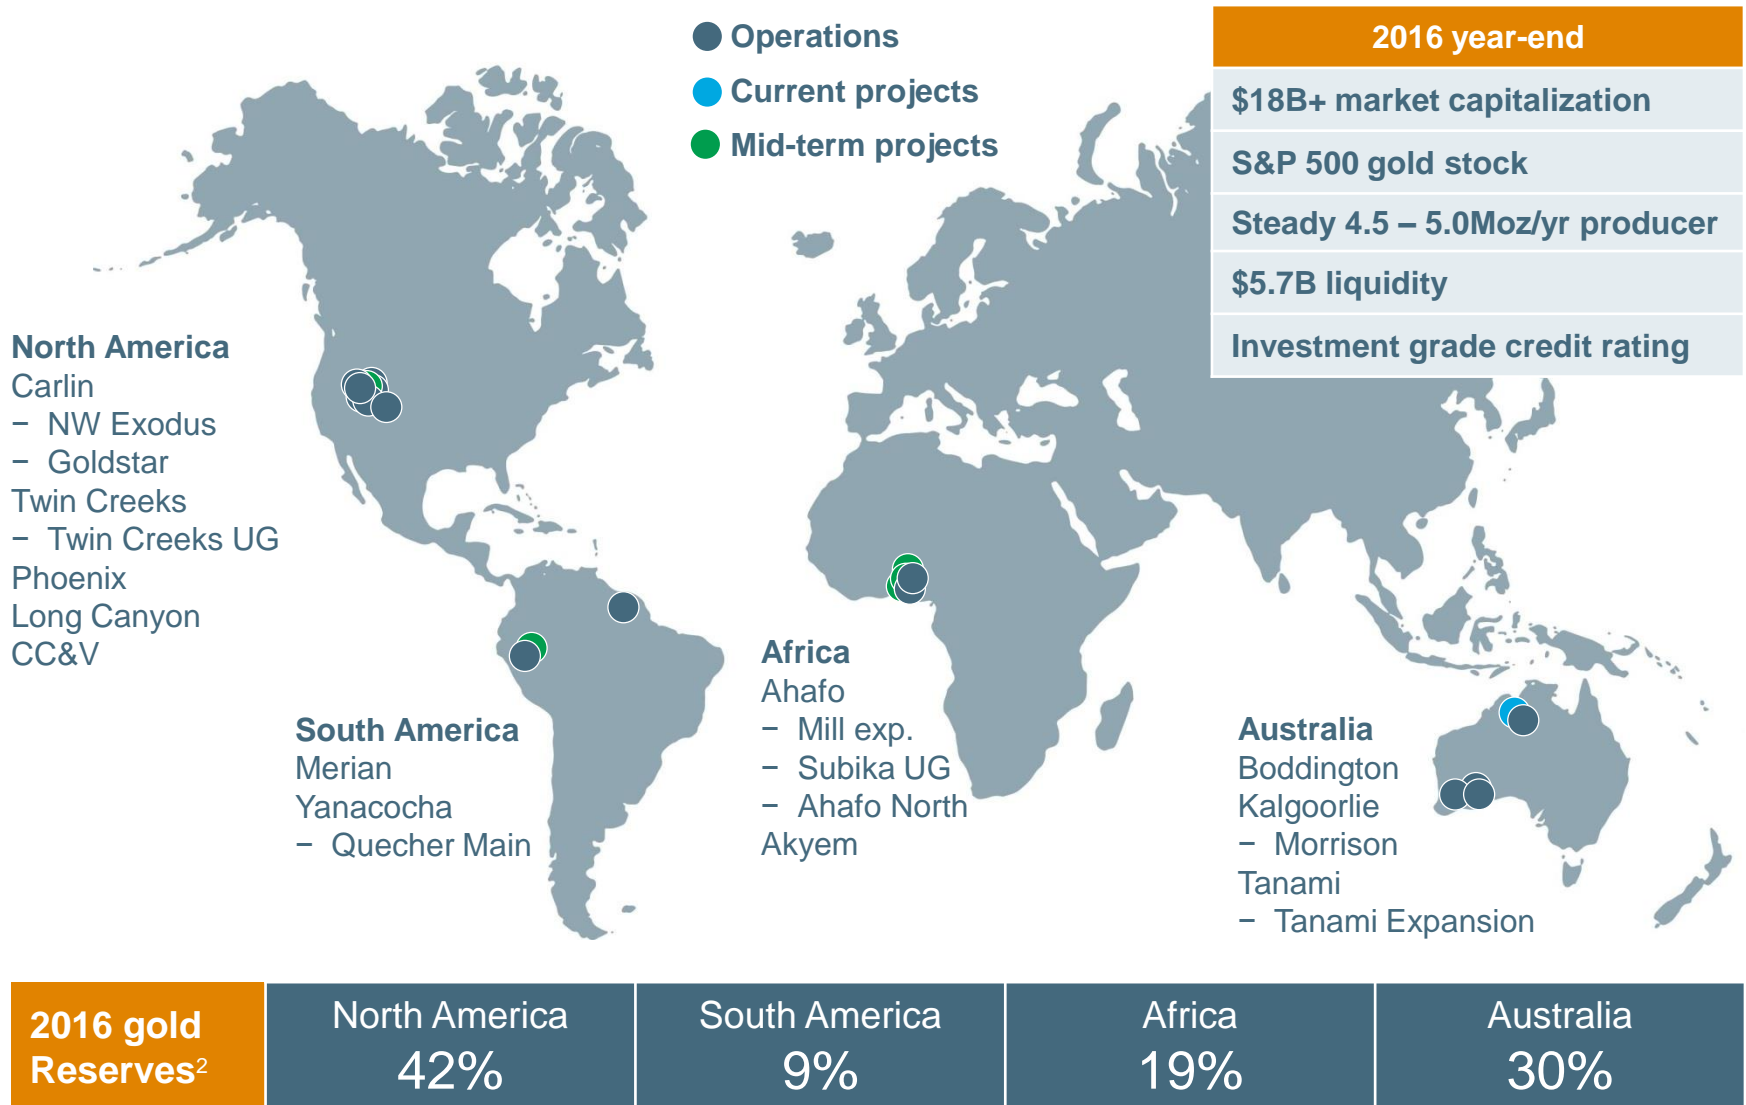 Operations
Current projects
Mid-term projects
2016 year-end
$18B+ market capitalization
S&P 500 gold stock
Steady 4.5 – 5.0Moz/yr producer
$5.7B liquidity
Investment grade credit rating
North America
Carlin
− NW Exodus
− Goldstar
Twin Creeks
− Twin Creeks UG
Phoenix
Long Canyon
CC&V
South America
Merian
Yanacocha
− Quecher Main
Africa
Ahafo
− Mill exp.
− Subika UG
− Ahafo North
Akyem
Australia
Boddington
Kalgoorlie
− Morrison
Tanami
− Tanami Expansion
2016 gold
Reserves²
North America
42%
South America
9%
Africa
19%
Australia
30%